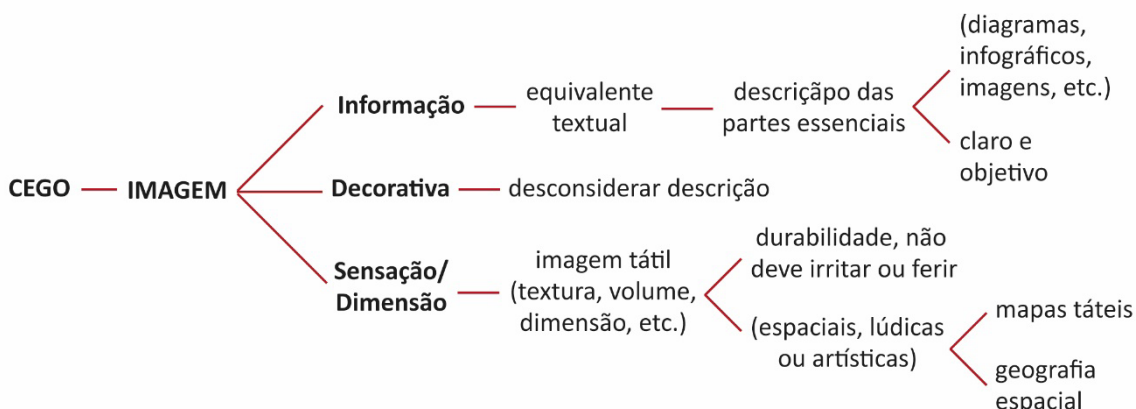 CEGO
IMAGEM
Informação
equivalente
textual
descriçãpo das
partes essenciais
(diagramas,
infográficos,
imagens, etc.)
claro e
objetivo
Decorativa
desconsiderar descrição
Sensação/
Dimensão
imagem tátil
(textura, volume,
dimensão, etc.)
durabilidade, não
deve irritar ou ferir
(espaciais, lúdicas
ou artísticas)
mapas táteis
geografia
espacial